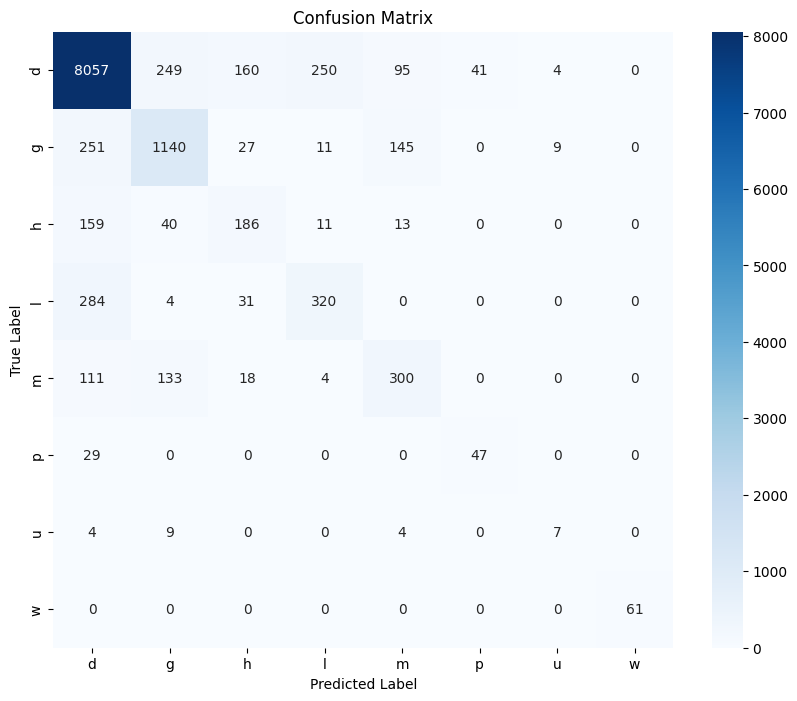 Confusion Matrix
d 8057 249 160 250 95 41 4 0
g 251 1140 27 11 145 0 9 0
h 159 40 186 11 13 0 0 0
l 284 4 31 320 0 0 0 0
m 111 133 18 4 300 0 0 0
p 29 0 0 0 0 47 0 0
u 4 9 0 0 4 0 7 0
w 0 0 0 0 0 0 0 61
d g h l m p u w
True Label
Predicted Label
8000
7000
6000
5000
4000
3000
2000
1000
0